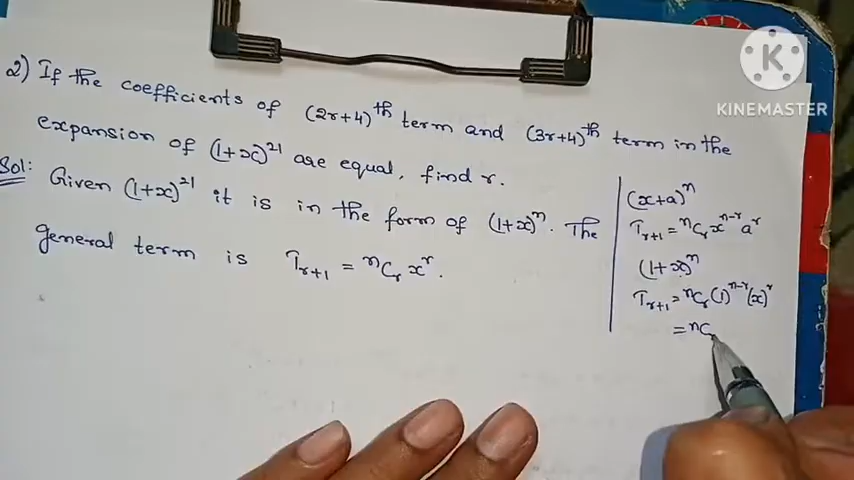 2) If the coefficients of (2r+4)ᵗʰ term and (3r+4)ᵗʰ term in the
expansion of (1+x)²¹ are equal, find r.
Sol: Given (1+x)²¹ it is in the form of (1+x)ⁿ. The
general term is Tᵣ₊₁ = ⁿCᵣ xʳ.
(x+a)ⁿ
Tᵣ₊₁ = ⁿCᵣ xⁿ⁻ʳ aʳ
(1+x)ⁿ
Tᵣ₊₁ = ⁿCᵣ (1)ⁿ⁻ʳ (x)ʳ
= ⁿC
K
KINEMASTER